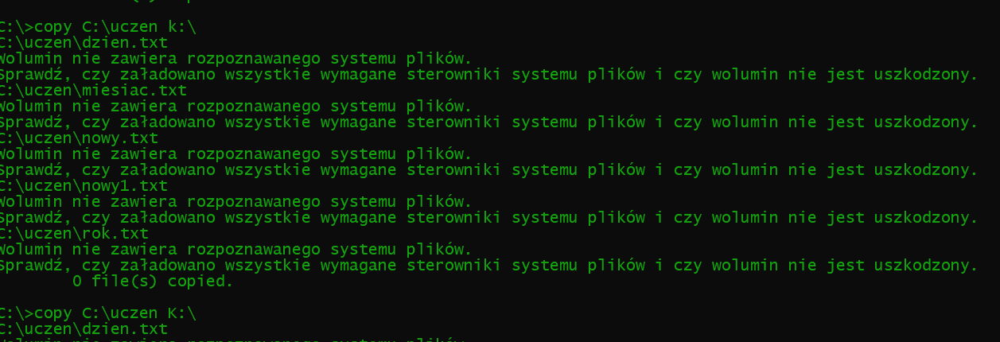 C:\>copy C:\uczen k:\
C:\uczen\dzien.txt
Wolumin nie zawiera rozpoznawanego systemu plików.
Sprawdź, czy załadowano wszystkie wymagane sterowniki systemu plików i czy wolumin nie jest uszkodzony.
C:\uczen\miesiac.txt
Wolumin nie zawiera rozpoznawanego systemu plików.
Sprawdź, czy załadowano wszystkie wymagane sterowniki systemu plików i czy wolumin nie jest uszkodzony.
C:\uczen\nowy.txt
Wolumin nie zawiera rozpoznawanego systemu plików.
Sprawdź, czy załadowano wszystkie wymagane sterowniki systemu plików i czy wolumin nie jest uszkodzony.
C:\uczen\nowy1.txt
Wolumin nie zawiera rozpoznawanego systemu plików.
Sprawdź, czy załadowano wszystkie wymagane sterowniki systemu plików i czy wolumin nie jest uszkodzony.
C:\uczen\rok.txt
Wolumin nie zawiera rozpoznawanego systemu plików.
Sprawdź, czy załadowano wszystkie wymagane sterowniki systemu plików i czy wolumin nie jest uszkodzony.
0 file(s) copied.
C:\>copy C:\uczen K:\
C:\uczen\dzien.txt
Wolumin nie zawiera rozpoznawanego systemu plików.